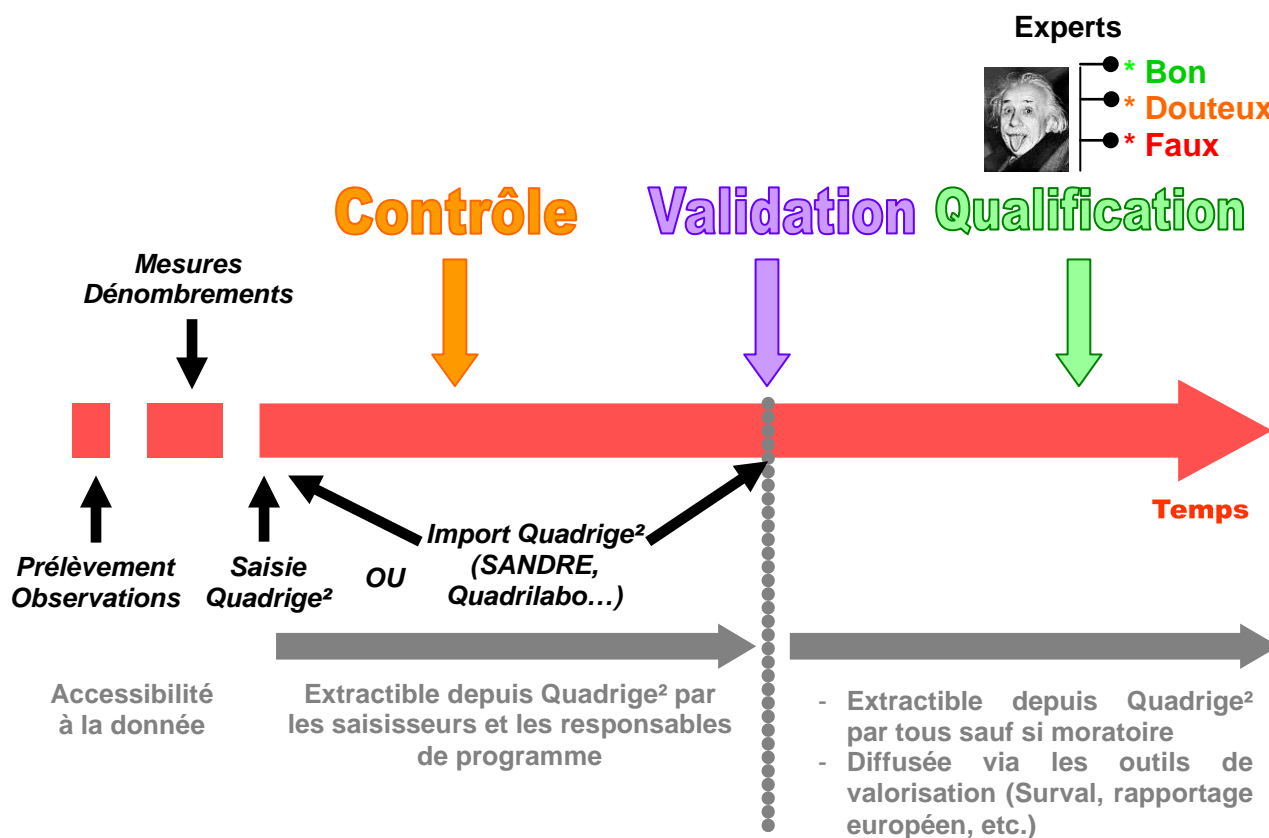 Experts
* Bon
* Douteux
* Faux
Contrôle
Validation
Qualification
Mesures
Dénombrements
Temps
Prélèvement
Observations
Saisie
Quadrige²
OU
Import Quadrige²
(SANDRE,
Quadrilabo…)
Accessibilité
à la donnée
Extractible depuis Quadrige² par
les saisisseurs et les responsables
de programme
- Extractible depuis Quadrige²
par tous sauf si moratoire
- Diffusée via les outils de
valorisation (Surval, rapportage
européen, etc.)